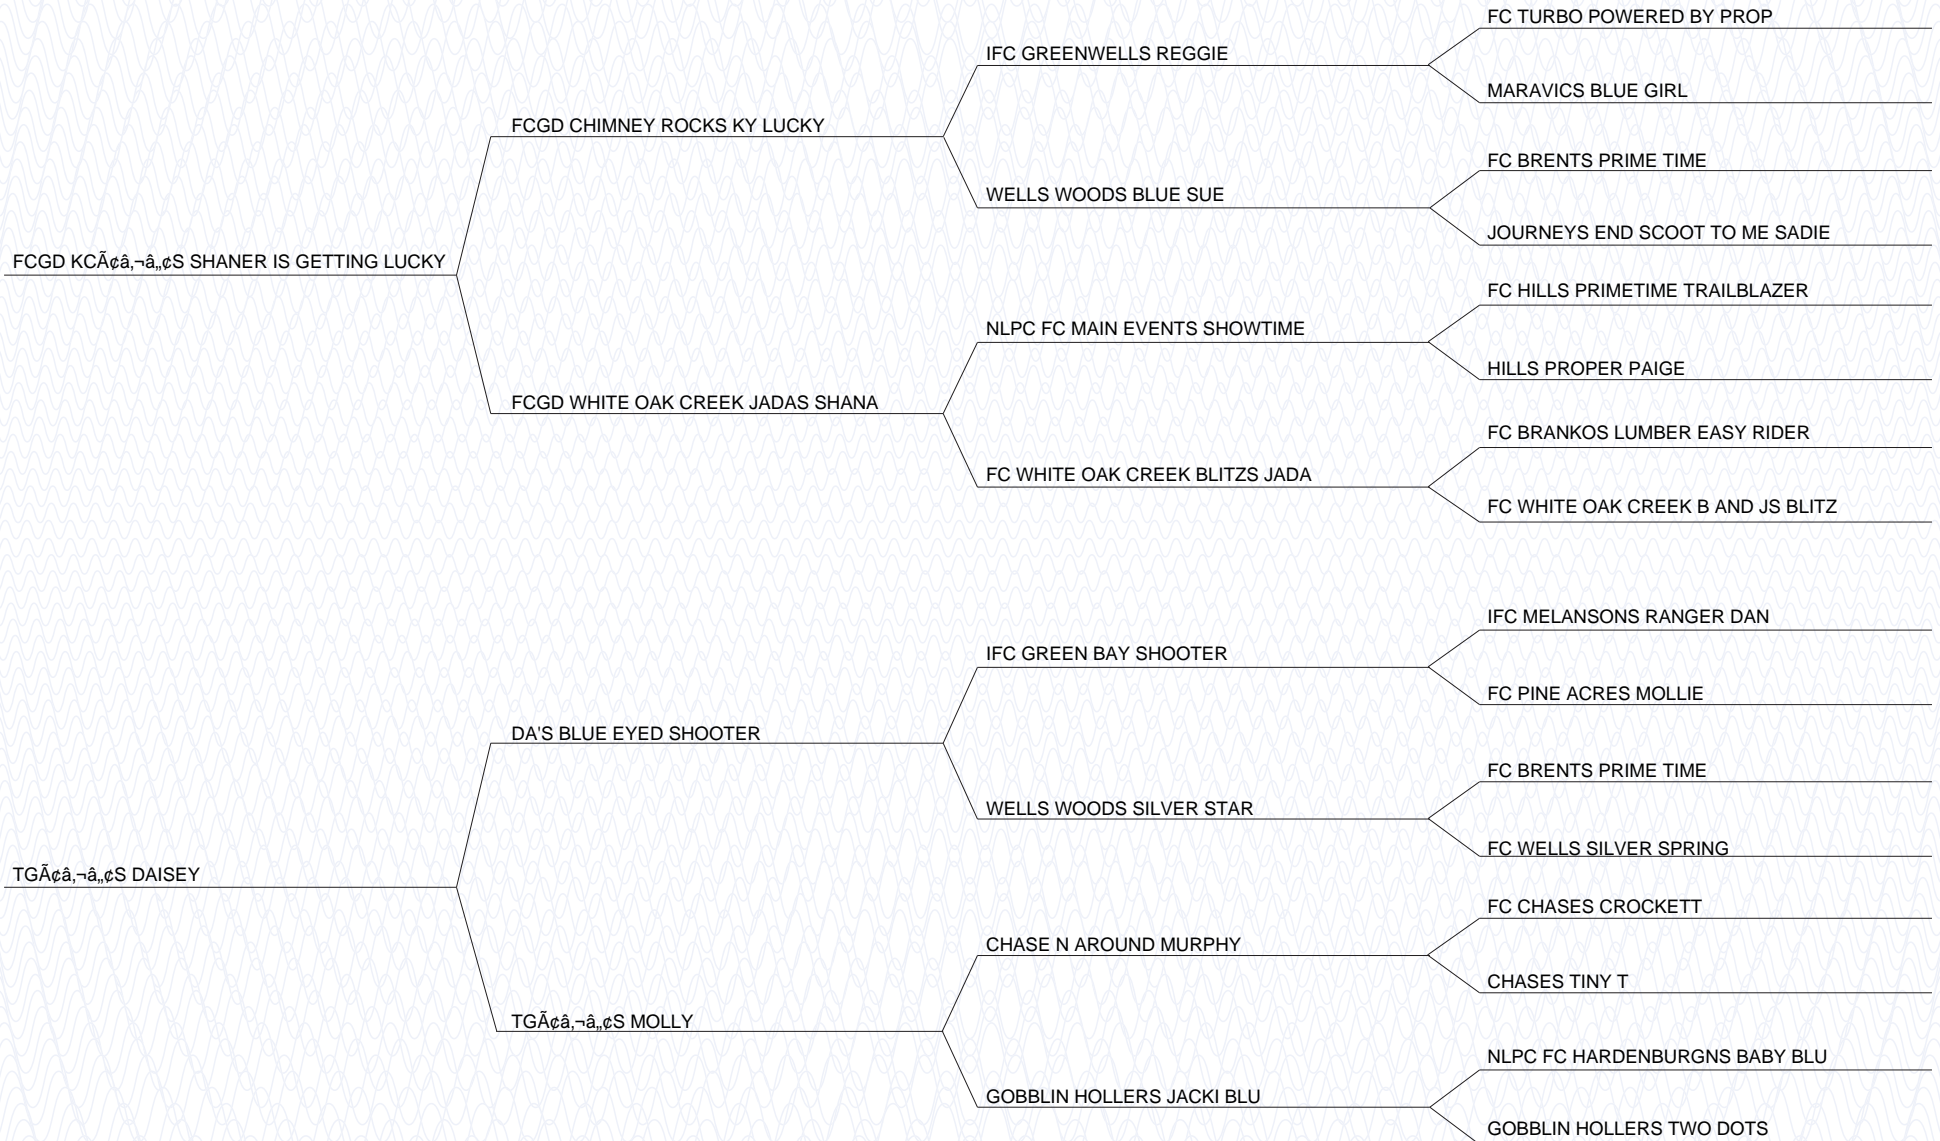 FC TURBO POWERED BY PROP
IFC GREENWELLS REGGIE
MARAVICS BLUE GIRL
FCGD CHIMNEY ROCKS KY LUCKY
FC BRENTS PRIME TIME
WELLS WOODS BLUE SUE
JOURNEYS END SCOOT TO ME SADIE
FCGD KCÃ¢â‚¬â„¢S SHANER IS GETTING LUCKY
FC HILLS PRIMETIME TRAILBLAZER
NLPC FC MAIN EVENTS SHOWTIME
HILLS PROPER PAIGE
FCGD WHITE OAK CREEK JADAS SHANA
FC BRANKOS LUMBER EASY RIDER
FC WHITE OAK CREEK BLITZS JADA
FC WHITE OAK CREEK B AND JS BLITZ
IFC MELANSONS RANGER DAN
IFC GREEN BAY SHOOTER
FC PINE ACRES MOLLIE
DA'S BLUE EYED SHOOTER
FC BRENTS PRIME TIME
WELLS WOODS SILVER STAR
FC WELLS SILVER SPRING
TGÃ¢â‚¬â„¢S DAISEY
FC CHASES CROCKETT
CHASE N AROUND MURPHY
CHASES TINY T
TGÃ¢â‚¬â„¢S MOLLY
NLPC FC HARDENBURGNS BABY BLU
GOBBLIN HOLLERS JACKI BLU
GOBBLIN HOLLERS TWO DOTS